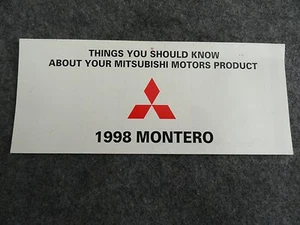 THINGS YOU SHOULD KNOW
ABOUT YOUR MITSUBISHI MOTORS PRODUCT
1998 MONTERO